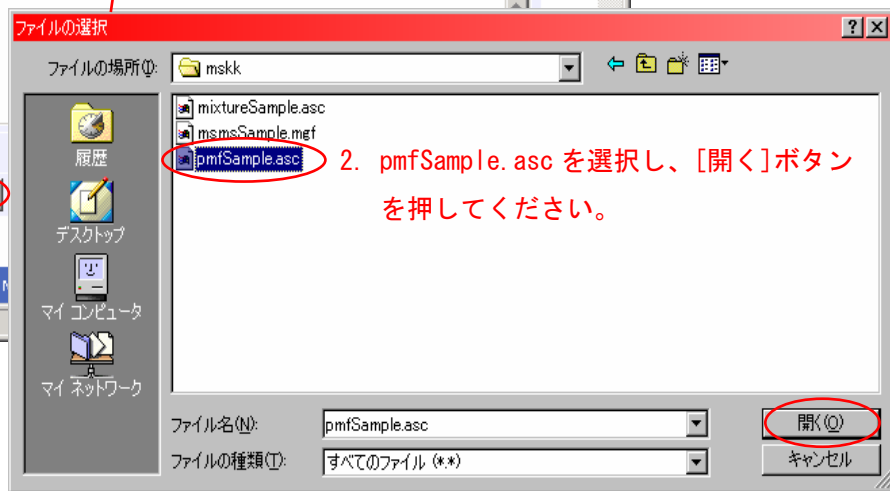 ファイルの選択
ファイルの場所(I):
mskk
履歴
デスクトップ
マイ コンピュータ
マイ ネットワーク
mixtureSample.asc
msmsSample.mgf
pmfSample.asc
2. pmfSample.asc を選択し、[開く]ボタン
を押してください。
ファイル名(N):
pmfSample.asc
開く(O)
ファイルの種類(T):
すべてのファイル (*.*)
キャンセル